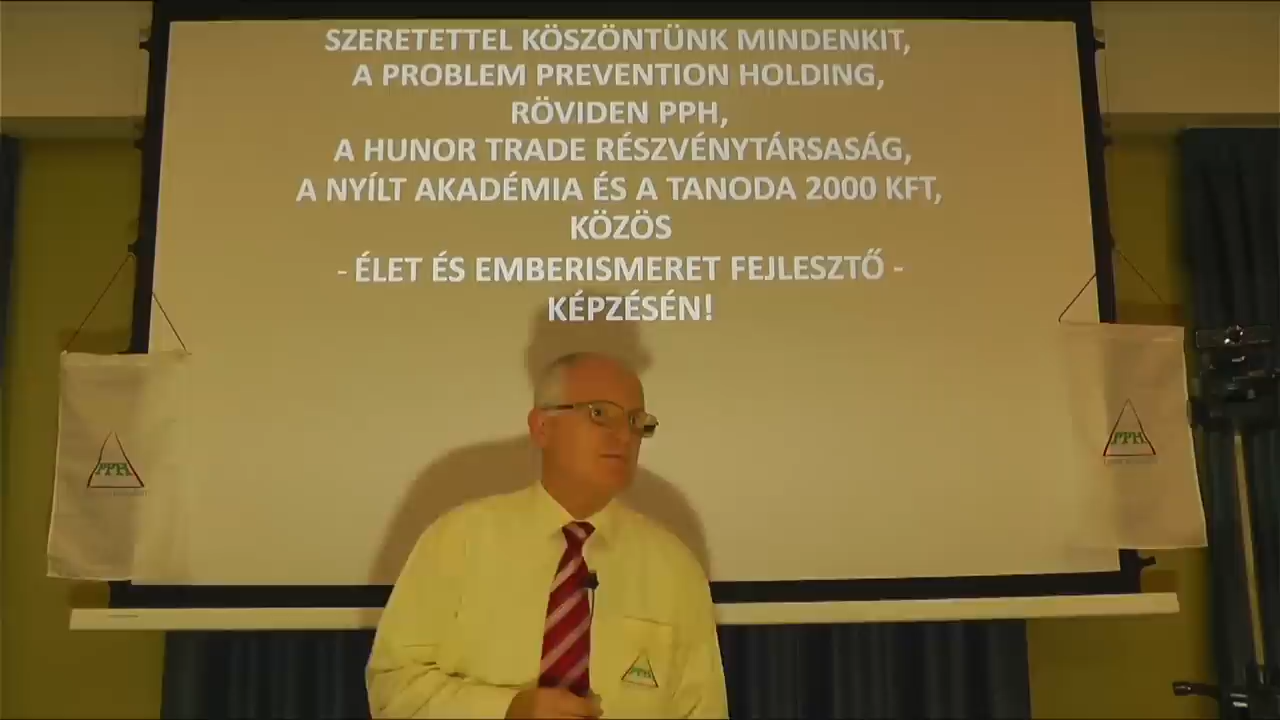 SZERETETTEL KÖSZÖNTÜNK MINDENKIT,
A PROBLEM PREVENTION HOLDING,
RÖVIDEN PPH,
A HUNOR TRADE RÉSZVÉNYTÁRSASÁG,
A NYÍLT AKADÉMIA ÉS A TANODA 2000 KFT,
KÖZÖS
- ÉLET ÉS EMBERISMERET FEJLESZTŐ -
KÉPZÉSÉN!
PPH
PPH
PPH